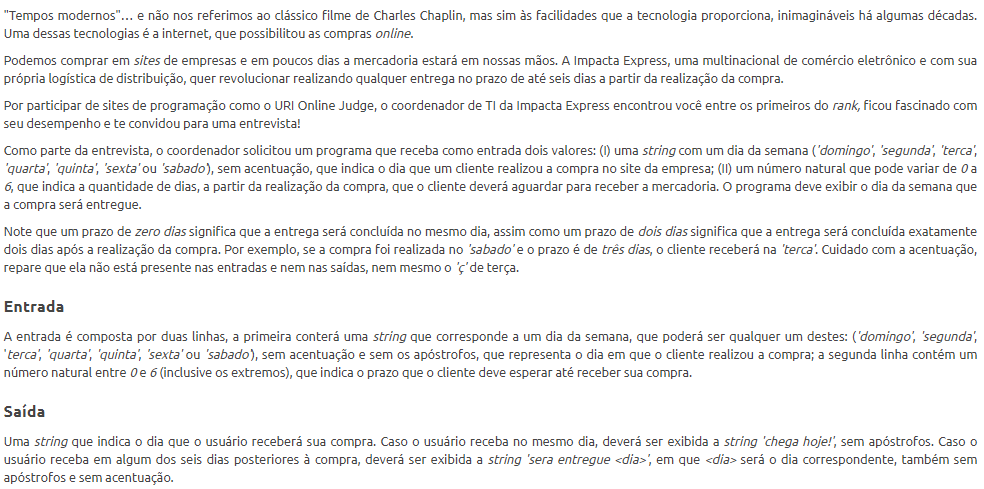 "Tempos modernos"... e não nos referimos ao clássico filme de Charles Chaplin, mas sim às facilidades que a tecnologia proporciona, inimagináveis há algumas décadas.
Uma dessas tecnologias é a internet, que possibilitou as compras online.
Podemos comprar em sites de empresas e em poucos dias a mercadoria estará em nossas mãos. A Impacta Express, uma multinacional de comércio eletrônico e com sua
própria logística de distribuição, quer revolucionar realizando qualquer entrega no prazo de até seis dias a partir da realização da compra.
Por participar de sites de programação como o URI Online Judge, o coordenador de TI da Impacta Express encontrou você entre os primeiros do rank, ficou fascinado com
seu desempenho e te convidou para uma entrevista!
Como parte da entrevista, o coordenador solicitou um programa que receba como entrada dois valores: (I) uma string com um dia da semana ('domingo', 'segunda', 'terca',
'quarta', 'quinta', 'sexta' ou 'sabado'), sem acentuação, que indica o dia que um cliente realizou a compra no site da empresa; (II) um número natural que pode variar de 0 a
6, que indica a quantidade de dias, a partir da realização da compra, que o cliente deverá aguardar para receber a mercadoria. O programa deve exibir o dia da semana que
a compra será entregue.
Note que um prazo de zero dias significa que a entrega será concluída no mesmo dia, assim como um prazo de dois dias significa que a entrega será concluída exatamente
dois dias após a realização da compra. Por exemplo, se a compra foi realizada no 'sabado' e o prazo é de três dias, o cliente receberá na 'terca'. Cuidado com a acentuação,
repare que ela não está presente nas entradas e nem nas saídas, nem mesmo o 'ç' de terça.
Entrada
A entrada é composta por duas linhas, a primeira conterá uma string que corresponde a um dia da semana, que poderá ser qualquer um destes: ('domingo', 'segunda',
'terca', 'quarta', 'quinta', 'sexta' ou 'sabado'), sem acentuação e sem os apóstrofos, que representa o dia em que o cliente realizou a compra; a segunda linha contém um
número natural entre 0 e 6 (inclusive os extremos), que indica o prazo que o cliente deve esperar até receber sua compra.
Saída
Uma string que indica o dia que o usuário receberá sua compra. Caso o usuário receba no mesmo dia, deverá ser exibida a string 'chega hoje!', sem apóstrofos. Caso o
usuário receba em algum dos seis dias posteriores à compra, deverá ser exibida a string 'sera entregue <dia>', em que <dia> será o dia correspondente, também sem
apóstrofos e sem acentuação.